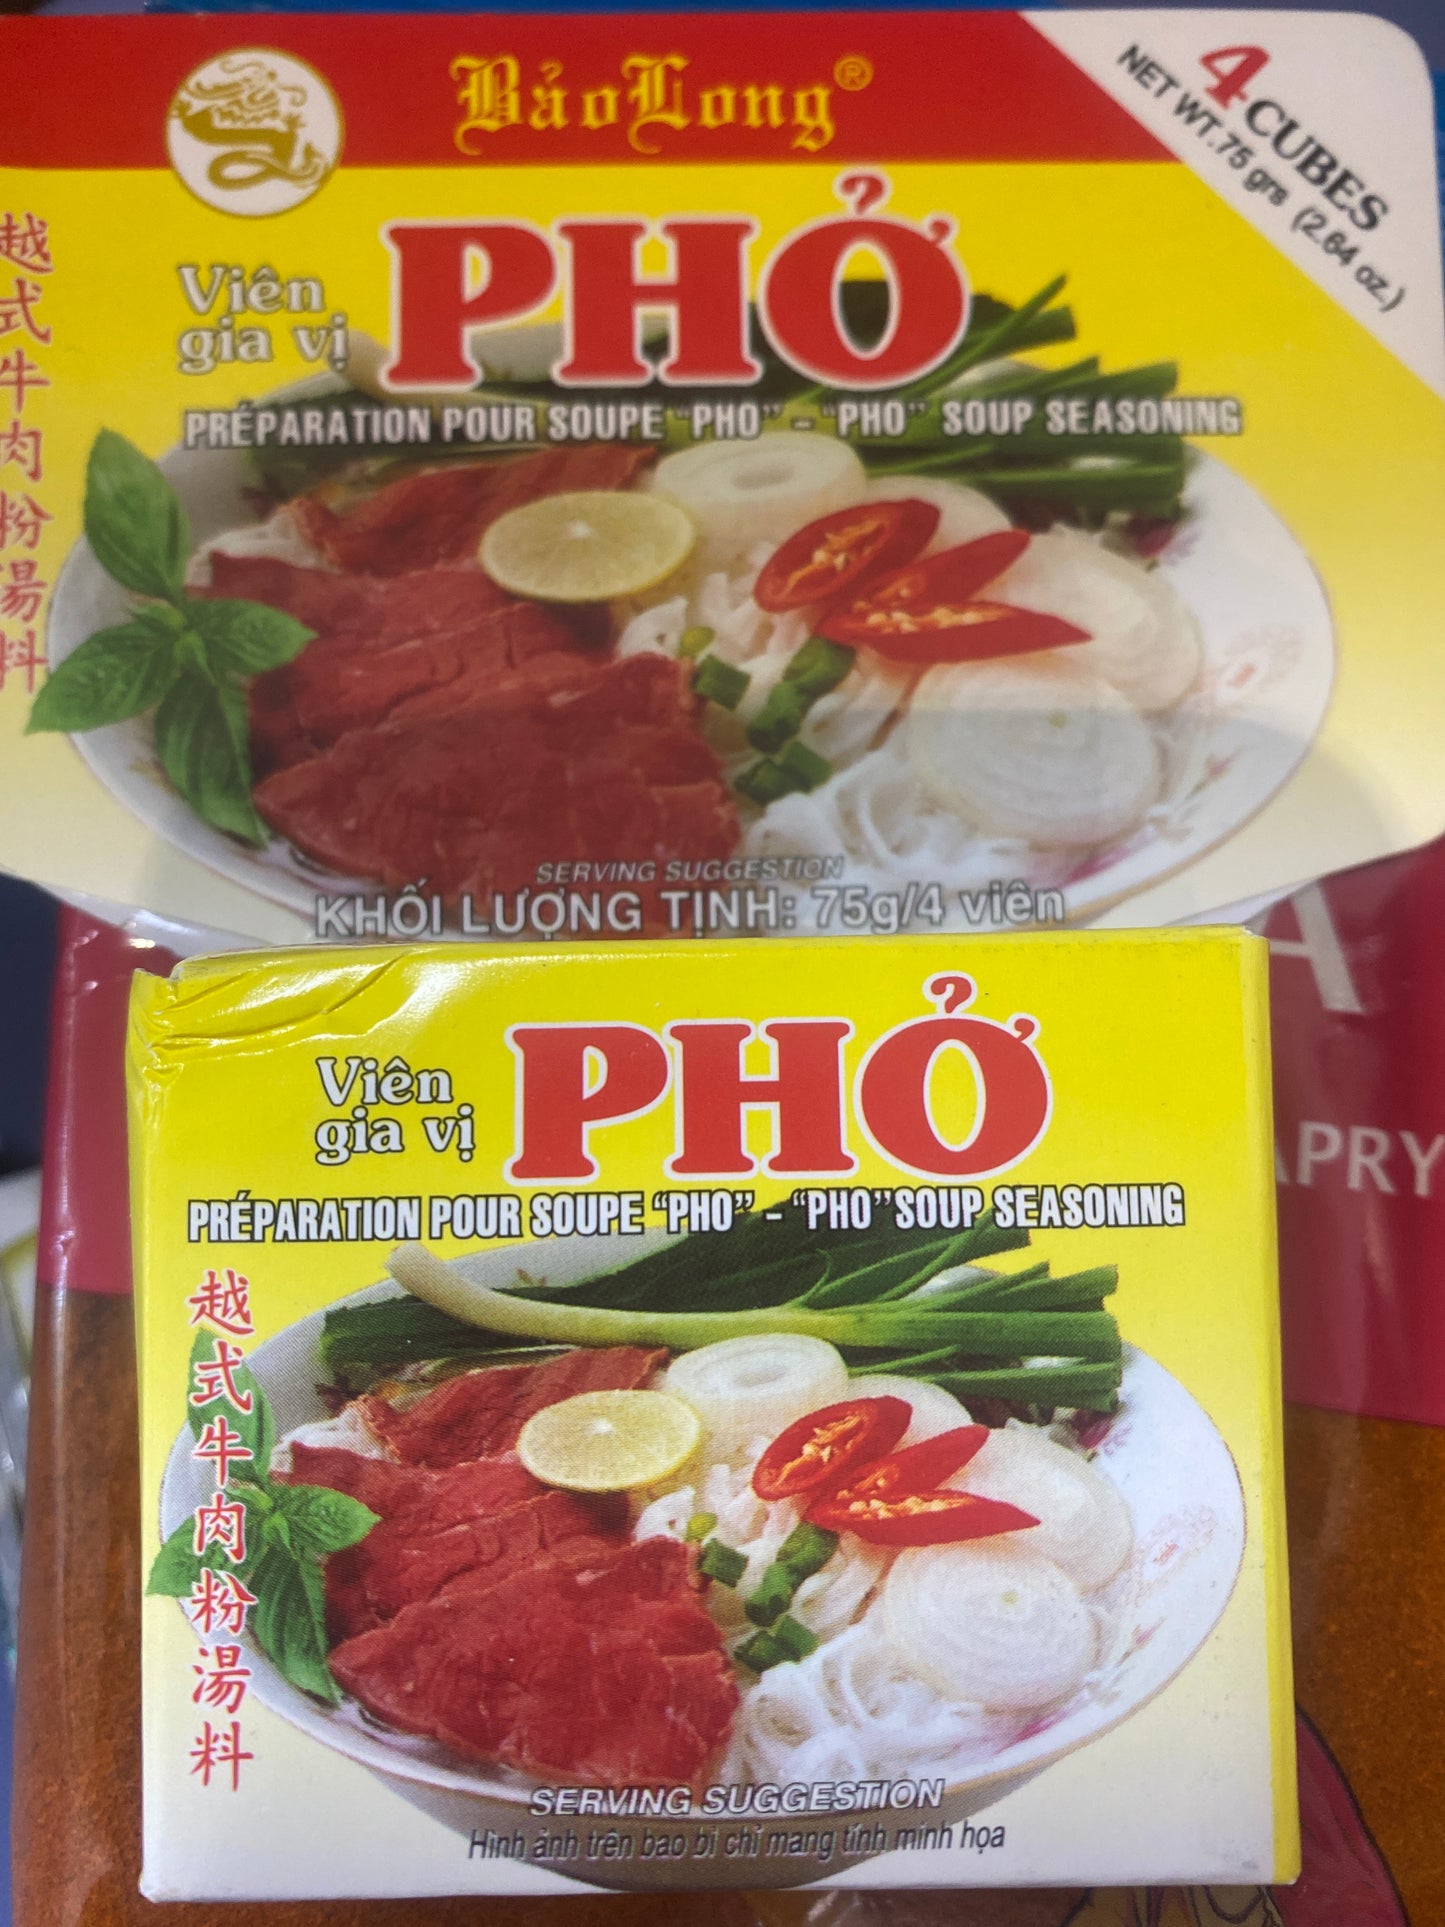 BảoLong®
4 CUBES
NET WT.75 grs (2.64 oz.)
Viên
gia vị
PHỞ
PRÉPARATION POUR SOUPE “PHO” - “PHO” SOUP SEASONING
越式牛肉粉湯料
SERVING SUGGESTION
KHỐI LƯỢNG TỊNH: 75g/4 viên
Viên
gia vị
PHỞ
PRÉPARATION POUR SOUPE “PHO” - “PHO” SOUP SEASONING
越式牛肉粉湯料
SERVING SUGGESTION
Hình ảnh trên bao bì chỉ mang tính minh họa